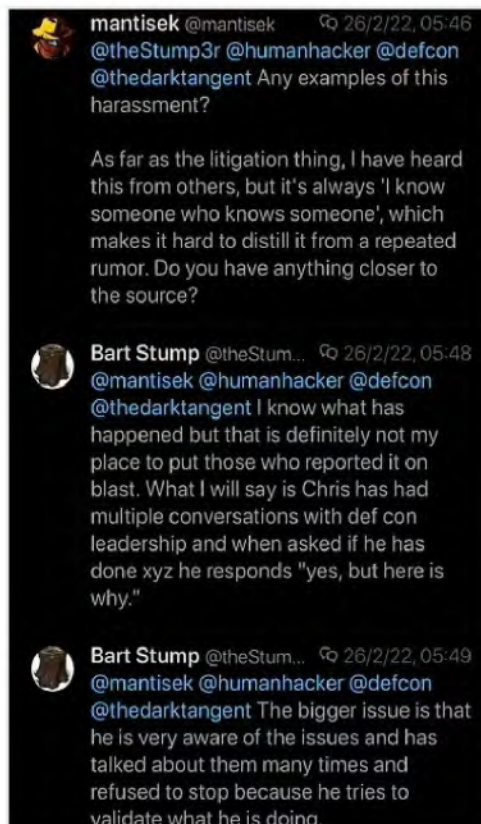 mantisek @mantisek 26/2/22, 05:46
@theStump3r @humanhacker @defcon
@thedarktangent Any examples of this
harassment?
As far as the litigation thing, I have heard
this from others, but it's always 'I know
someone who knows someone', which
makes it hard to distill it from a repeated
rumor. Do you have anything closer to
the source?
Bart Stump @theStum... 26/2/22, 05:48
@mantisek @humanhacker @defcon
@thedarktangent I know what has
happened but that is definitely not my
place to put those who reported it on
blast. What I will say is Chris has had
multiple conversations with def con
leadership and when asked if he has
done xyz he responds "yes, but here is
why."
Bart Stump @theStum... 26/2/22, 05:49
@mantisek @humanhacker @defcon
@thedarktangent The bigger issue is that
he is very aware of the issues and has
talked about them many times and
refused to stop because he tries to
validate what he is doing